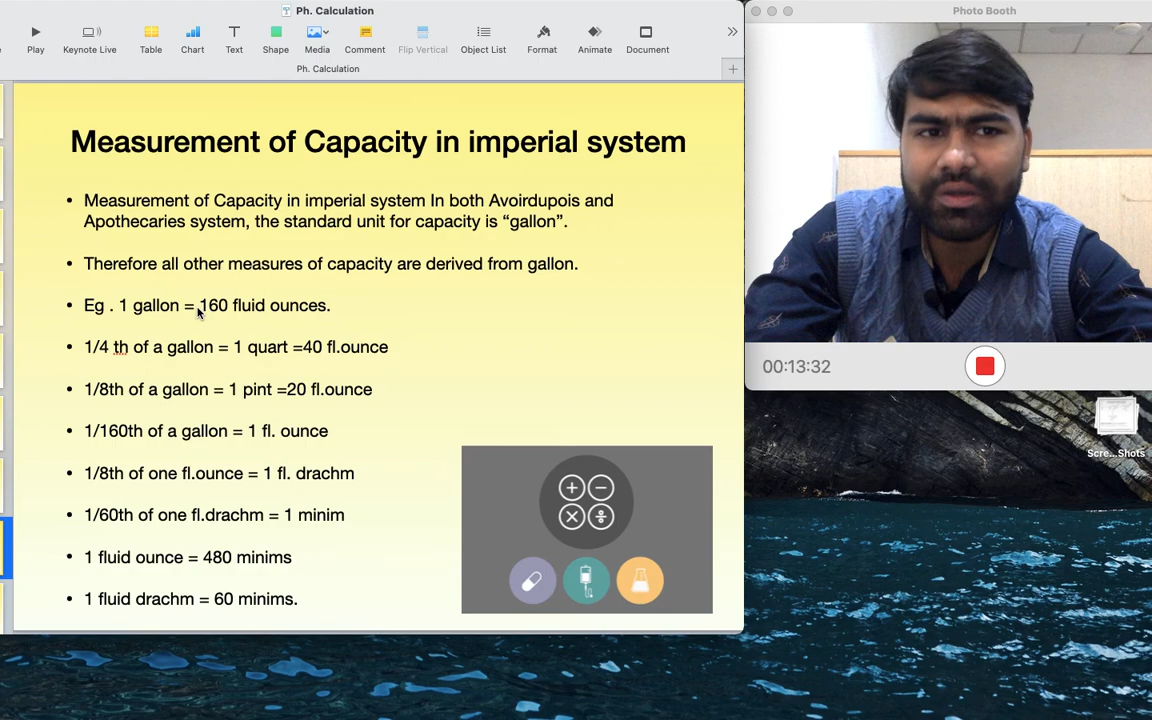 Ph. Calculation
Photo Booth
Play
Keynote Live
Table
Chart
Text
Shape
Media
Comment
Flip Vertical
Object List
Format
Animate
Document
Ph. Calculation
Measurement of Capacity in imperial system
• Measurement of Capacity in imperial system In both Avoirdupois and
Apothecaries system, the standard unit for capacity is “gallon”.
• Therefore all other measures of capacity are derived from gallon.
• Eg . 1 gallon = 160 fluid ounces.
• 1/4 th of a gallon = 1 quart =40 fl.ounce
• 1/8th of a gallon = 1 pint =20 fl.ounce
• 1/160th of a gallon = 1 fl. ounce
• 1/8th of one fl.ounce = 1 fl. drachm
• 1/60th of one fl.drachm = 1 minim
• 1 fluid ounce = 480 minims
• 1 fluid drachm = 60 minims.
00:13:32
Scre...Shots